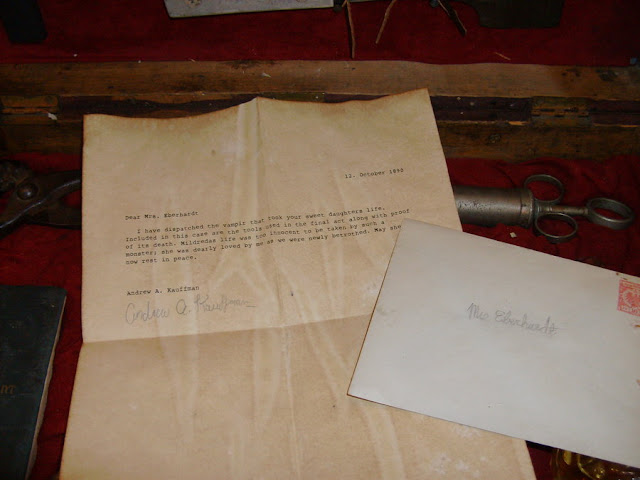 12. October 1898
Dear Mrs. Eberhardt
I have dispatched the vampir that took your sweet daughters life.
Included in this case are the tools used in the final act along with proof
of its death. Mildredas life was too innocent to be taken by such a
monster; she was dearly loved by me as we were newly betrothed. May she
now rest in peace.
Andrew A. Kauffman
Andrew A. Kauffman
Mrs Eberhardt